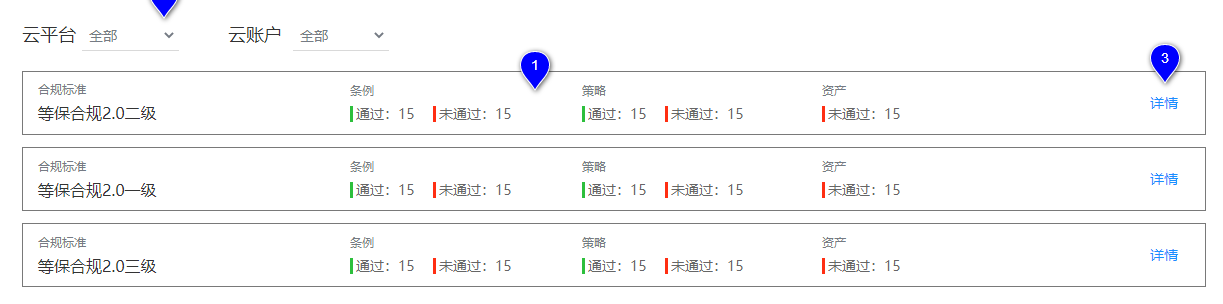 云平台 全部 云账户 全部
1
3
合规标准 条例 策略 资产
等保合规2.0二级 通过：15 未通过：15 通过：15 未通过：15 未通过：15 详情
合规标准 条例 策略 资产
等保合规2.0一级 通过：15 未通过：15 通过：15 未通过：15 未通过：15 详情
合规标准 条例 策略 资产
等保合规2.0三级 通过：15 未通过：15 通过：15 未通过：15 未通过：15 详情